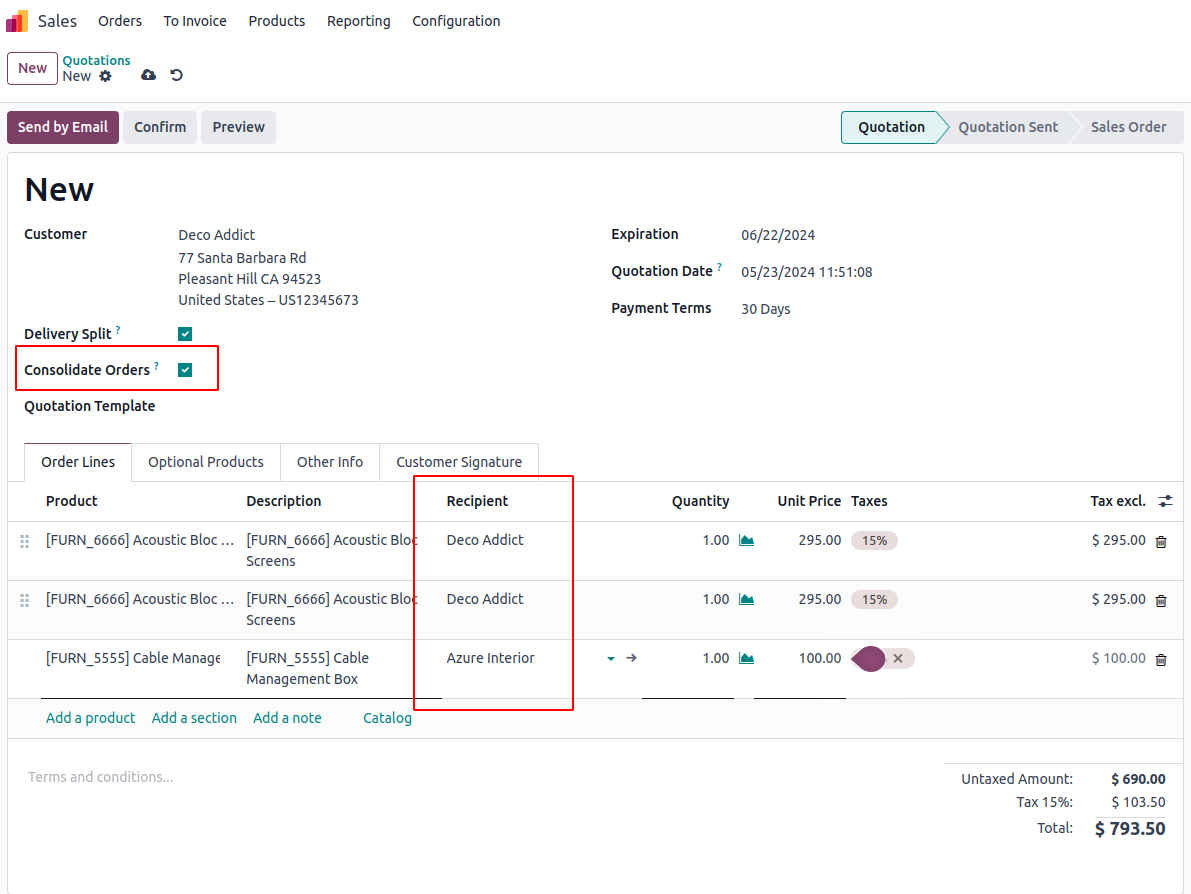 Sales Orders To Invoice Products Reporting Configuration
New
Quotations
New
Send by Email Confirm Preview
Quotation Quotation Sent Sales Order
New
Customer
Deco Addict
77 Santa Barbara Rd
Pleasant Hill CA 94523
United States – US12345673
Delivery Split ?
Consolidate Orders ?
Quotation Template
Expiration 06/22/2024
Quotation Date ? 05/23/2024 11:51:08
Payment Terms 30 Days
Order Lines Optional Products Other Info Customer Signature
Product Description Recipient Quantity Unit Price Taxes Tax excl.
[FURN_6666] Acoustic Bloc ... [FURN_6666] Acoustic Bloc Deco Addict 1.00 295.00 15% $ 295.00
Screens
[FURN_6666] Acoustic Bloc ... [FURN_6666] Acoustic Bloc Deco Addict 1.00 295.00 15% $ 295.00
Screens
[FURN_5555] Cable Manage [FURN_5555] Cable Azure Interior 1.00 100.00 $ 100.00
Management Box
Add a product Add a section Add a note Catalog
Terms and conditions...
Untaxed Amount: $ 690.00
Tax 15%: $ 103.50
Total: $ 793.50